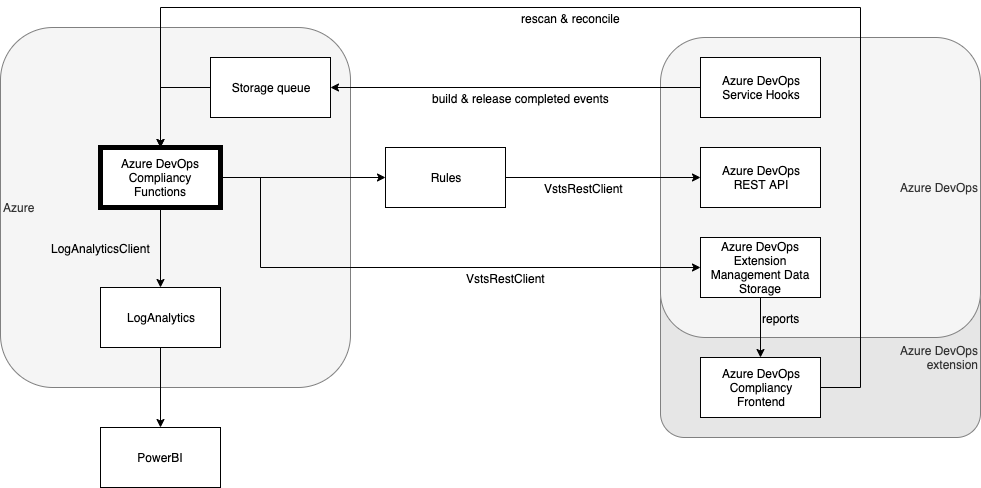 rescan & reconcile
Storage queue
build & release completed events
Azure DevOps
Service Hooks
Azure DevOps
Compliancy
Functions
Rules
VstsRestClient
Azure DevOps
REST API
Azure DevOps
Azure
LogAnalyticsClient
VstsRestClient
Azure DevOps
Extension
Management Data
Storage
LogAnalytics
reports
Azure DevOps
extension
Azure DevOps
Compliancy
Frontend
PowerBI